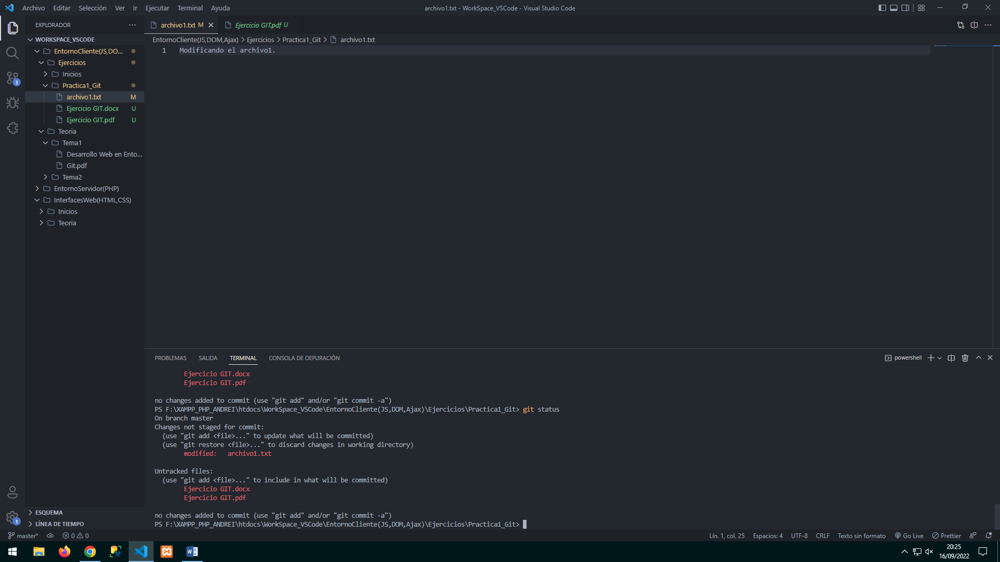 Archivo Editar Selección Ver Ir Ejecutar Terminal Ayuda
archivo1.txt - WorkSpace_VSCode - Visual Studio Code
EXPLORADOR
archivo1.txt M
Ejercicio GIT.pdf U
WORKSPACE_VSCODE
EntornoCliente(JS,DOM,Ajax) Ejercicios Practica1_Git archivo1.txt
EntornoCliente(JS,DO...
Ejercicios
Inicios
Practica1_Git
archivo1.txt M
Ejercicio GIT.docx U
Ejercicio GIT.pdf U
Teoria
Tema1
Desarrollo Web en Ento...
Git.pdf
Tema2
EntornoServidor(PHP)
InterfacesWeb(HTML,CSS)
Inicios
Teoria
3
1
ESQUEMA
LÍNEA DE TIEMPO
1 Modificando el archivo1.
PROBLEMAS SALIDA TERMINAL CONSOLA DE DEPURACIÓN
powershell
Ejercicio GIT.docx
Ejercicio GIT.pdf
no changes added to commit (use "git add" and/or "git commit -a")
PS F:\XAMPP_PHP_ANDREI\htdocs\WorkSpace_VSCode\EntornoCliente(JS,DOM,Ajax)\Ejercicios\Practica1_Git> git status
On branch master
Changes not staged for commit:
(use "git add <file>..." to update what will be committed)
(use "git restore <file>..." to discard changes in working directory)
modified: archivo1.txt
Untracked files:
(use "git add <file>..." to include in what will be committed)
Ejercicio GIT.docx
Ejercicio GIT.pdf
no changes added to commit (use "git add" and/or "git commit -a")
PS F:\XAMPP_PHP_ANDREI\htdocs\WorkSpace_VSCode\EntornoCliente(JS,DOM,Ajax)\Ejercicios\Practica1_Git>
master* 0 0
Lín. 1, col. 25 Espacios: 4 UTF-8 CRLF Texto sin formato Go Live Prettier
20:25
16/09/2022